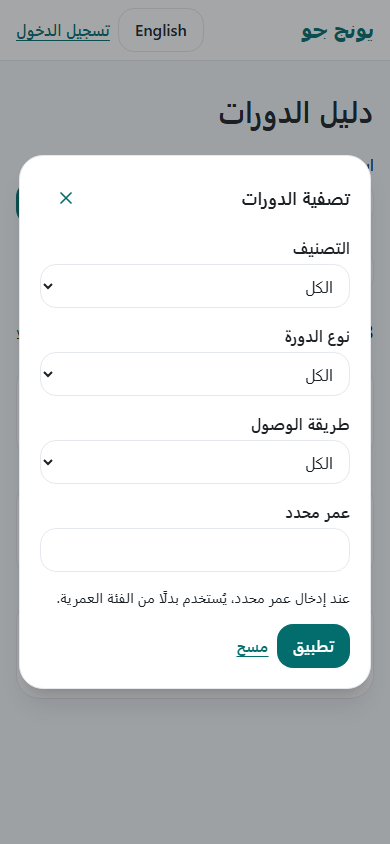 يونج جو
English
تسجيل الدخول
دليل الدورات
تصفية الدورات
التصنيف
الكل
نوع الدورة
الكل
طريقة الوصول
الكل
عمر محدد
عند إدخال عمر محدد، يُستخدم بدلًا من الفئة العمرية.
تطبيق
مسح